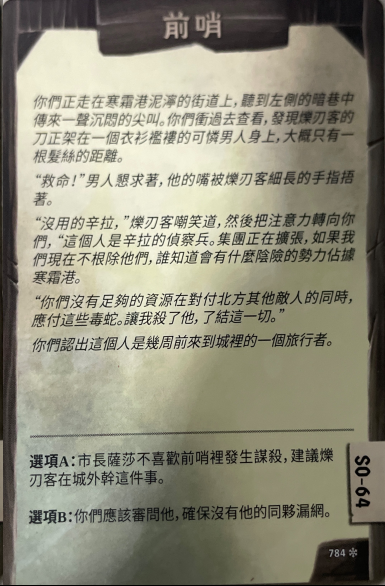 前哨
你們正走在寒霜港泥濘的街道上，聽到左側的暗巷中
傳來一聲沉悶的尖叫。你們衝過去查看，發現爍刃客的
刀正架在一個衣衫襤褸的可憐男人身上，大概只有一
根髮絲的距離。
“救命！”男人懇求著，他的嘴被爍刃客細長的手指捂
著。
“沒用的辛拉，”爍刃客嘲笑道，然後把注意力轉向你
們，“這個人是辛拉的偵察兵。集團正在擴張，如果我
們現在不根除他們，誰知道會有什麼陰險的勢力佔據
寒霜港。
“你們沒有足夠的資源在對付北方其他敵人的同時，
應付這些毒蛇。讓我殺了他，了結這一切。”
你們認出這個人是幾周前來到城裡的一個旅行者。
選項A：市長薩莎不喜歡前哨裡發生謀殺，建議爍
刃客在城外幹這件事。
選項B：你們應該審問他，確保沒有他的同夥漏網。
SO-64
784